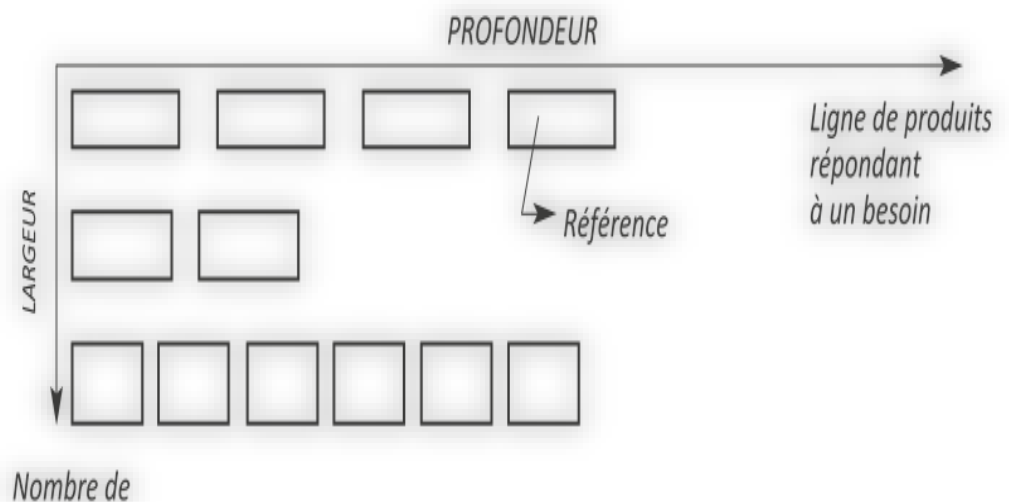 PROFONDEUR
Ligne de produits
répondant
à un besoin
Référence
LARGEUR
Nombre de